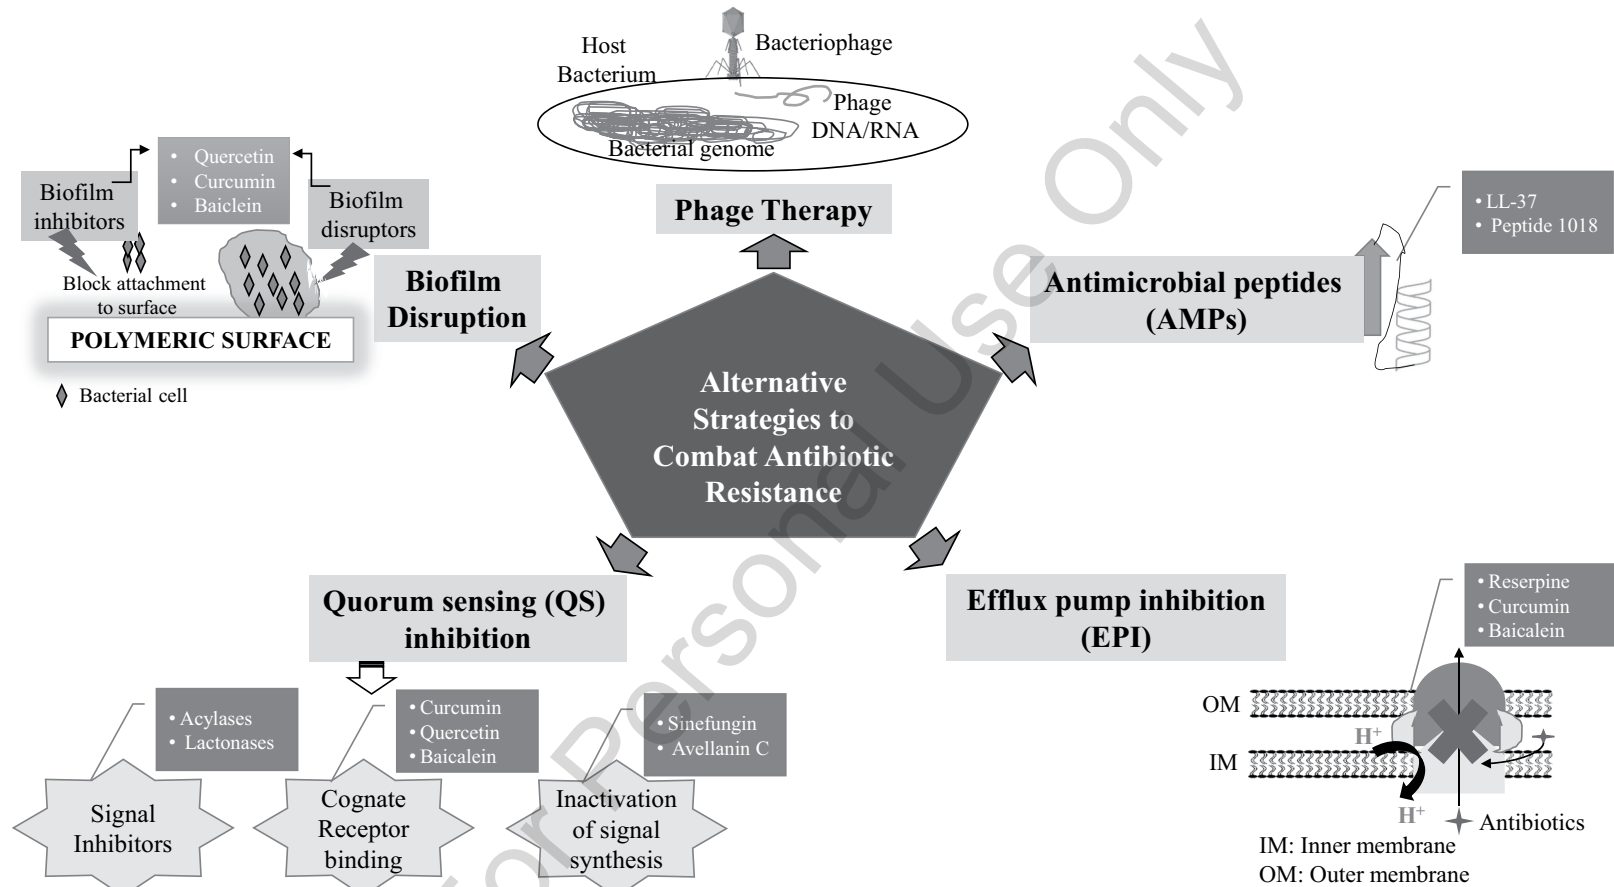 Host
Bacterium
Bacteriophage
Phage
DNA/RNA
Bacterial genome
Phage Therapy
• Quercetin
• Curcumin
• Baiclein
Biofilm
inhibitors
Biofilm
disruptors
Block attachment
to surface
POLYMERIC SURFACE
Bacterial cell
Biofilm
Disruption
Antimicrobial peptides
(AMPs)
• LL-37
• Peptide 1018
Alternative
Strategies to
Combat Antibiotic
Resistance
Quorum sensing (QS)
inhibition
• Acylases
• Lactonases
Signal
Inhibitors
• Curcumin
• Quercetin
• Baicalein
Cognate
Receptor
binding
• Sinefungin
• Avellanin C
Inactivation
of signal
synthesis
Efflux pump inhibition
(EPI)
• Reserpine
• Curcumin
• Baicalein
OM
H+
IM
H+
Antibiotics
IM: Inner membrane
OM: Outer membrane
For Personal Use Only